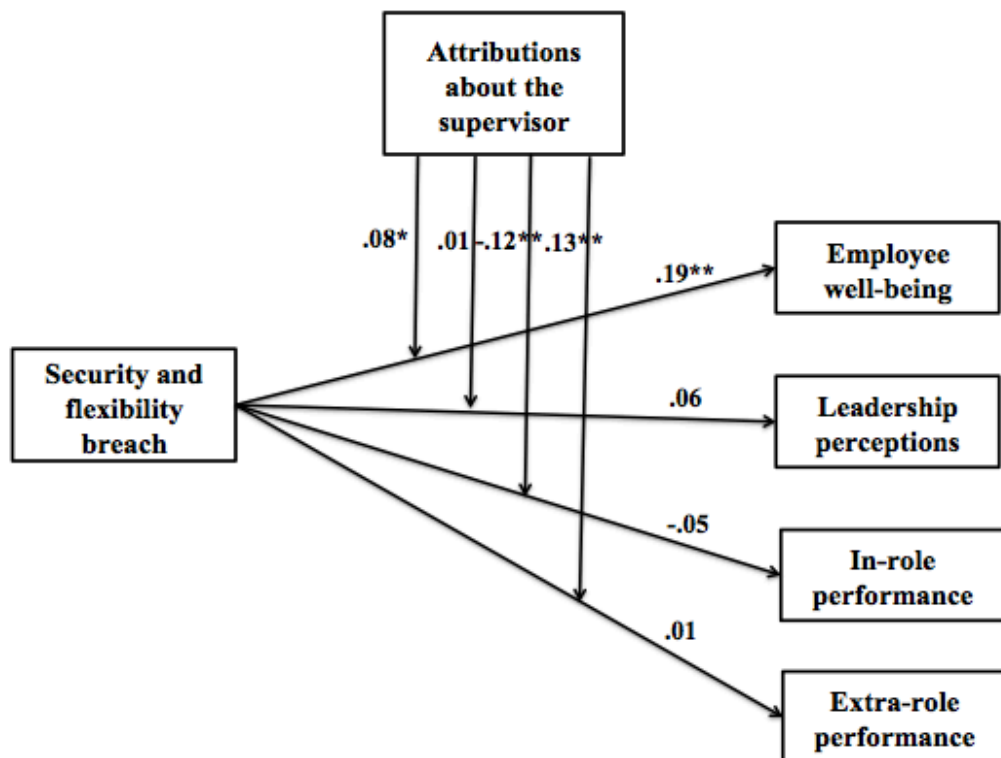 Attributions
about the
supervisor
.08*
.01
-.12**
.13**
.19**
Employee
well-being
Security and
flexibility
breach
.06
Leadership
perceptions
-.05
In-role
performance
.01
Extra-role
performance